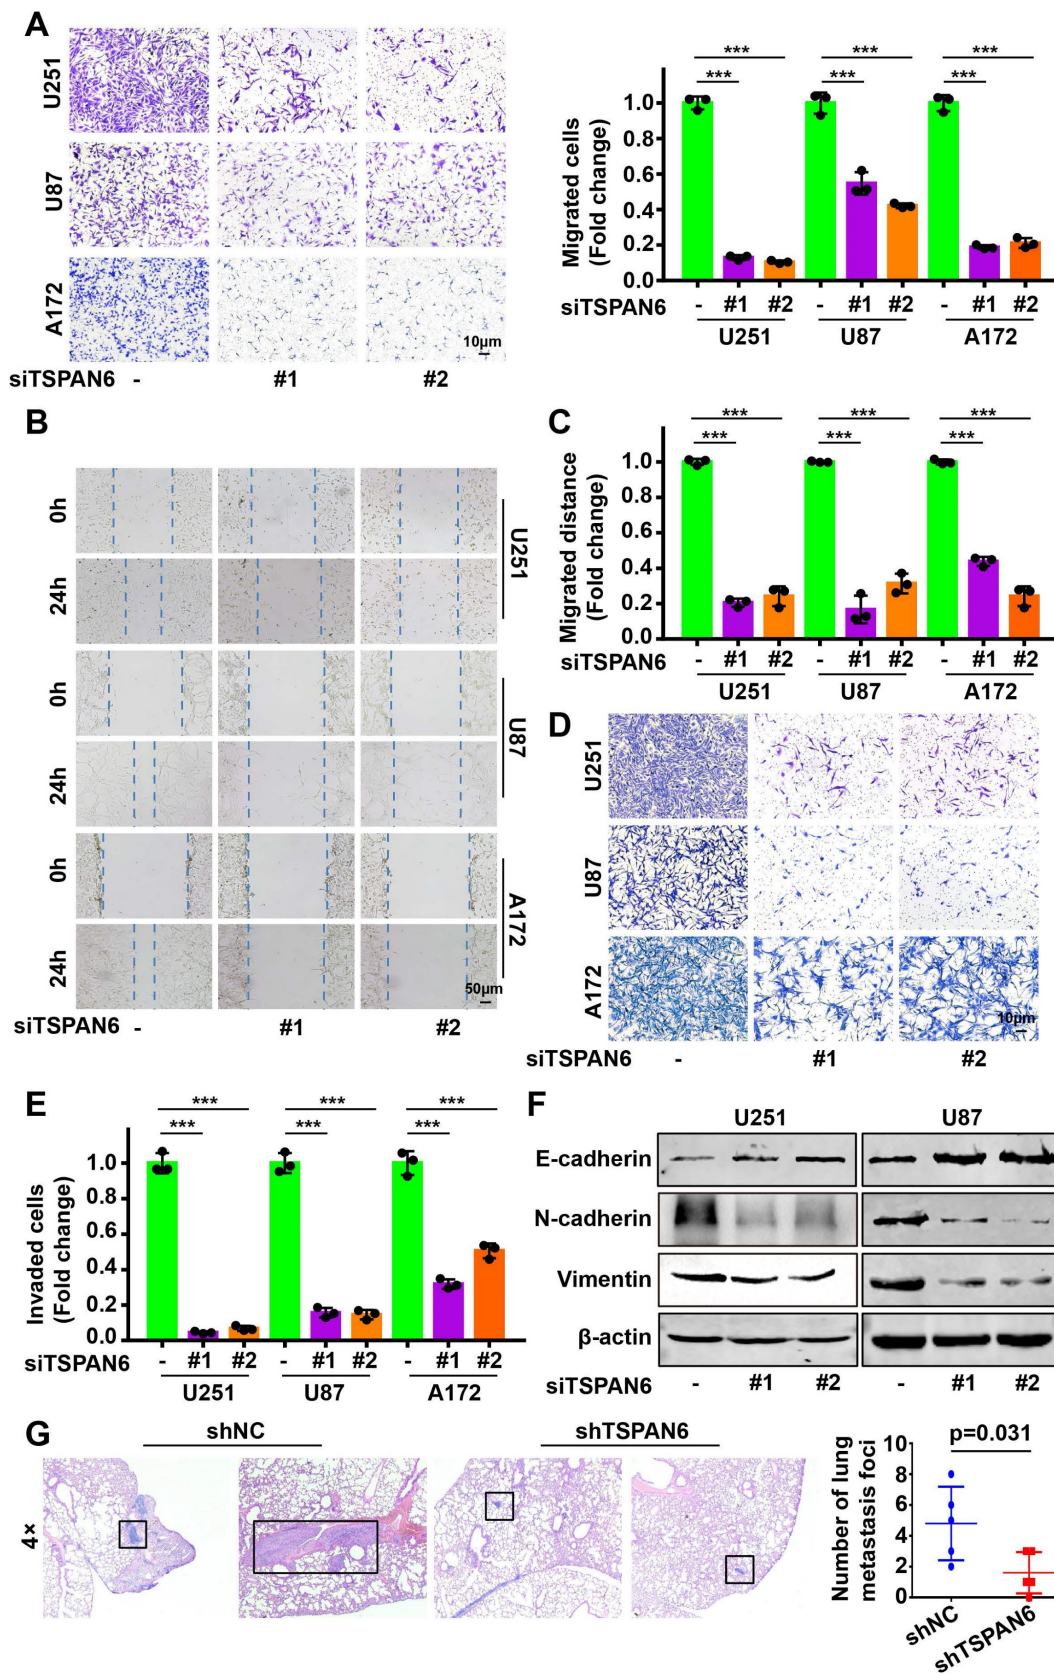 A
U251
U87
A172
10μm
siTSPAN6 - #1 #2
Migrated cells
(Fold change)
*** *** ***
*** *** ***
1.0
0.8
0.6
0.4
0.2
0.0
siTSPAN6 - #1 #2 - #1 #2 - #1 #2
U251 U87 A172
B
0h
24h
U251
0h
24h
U87
0h
24h
A172
50μm
siTSPAN6 - #1 #2
C
Migrated distance
(Fold change)
*** *** ***
*** *** ***
1.0
0.8
0.6
0.4
0.2
0.0
siTSPAN6 - #1 #2 - #1 #2 - #1 #2
U251 U87 A172
D
U251
U87
A172
10μm
siTSPAN6 - #1 #2
E
Invaded cells
(Fold change)
*** *** ***
*** *** ***
1.0
0.8
0.6
0.4
0.2
0.0
siTSPAN6 - #1 #2 - #1 #2 - #1 #2
U251 U87 A172
F
U251 U87
E-cadherin
N-cadherin
Vimentin
β-actin
siTSPAN6 - #1 #2 - #1 #2
G
shNC shTSPAN6
4×
Number of lung
metastasis foci
p=0.031
10
8
6
4
2
0
shNC
shTSPAN6